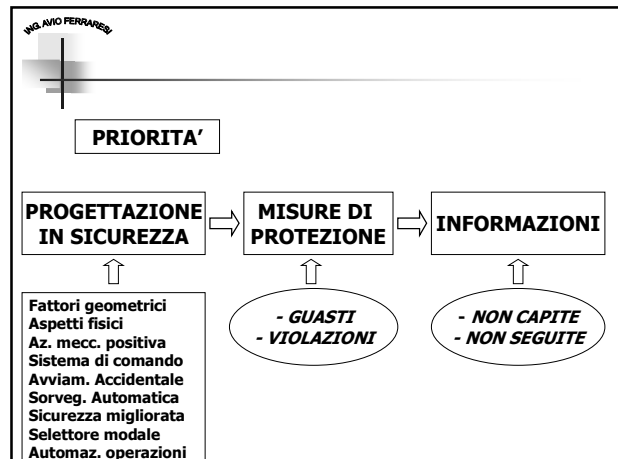 ING. AVIO FERRARESI
PRIORITA’
PROGETTAZIONE
IN SICUREZZA
MISURE DI
PROTEZIONE
INFORMAZIONI
Fattori geometrici
Aspetti fisici
Az. mecc. positiva
Sistema di comando
Avviam. Accidentale
Sorveg. Automatica
Sicurezza migliorata
Selettore modale
Automaz. operazioni
- GUASTI
- VIOLAZIONI
- NON CAPITE
- NON SEGUITE